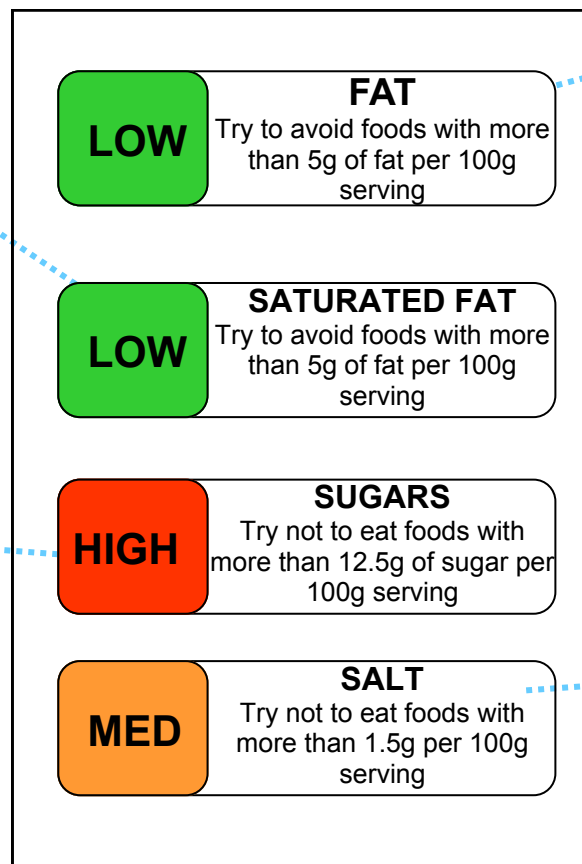 LOW
FAT
Try to avoid foods with more
than 5g of fat per 100g
serving
LOW
SATURATED FAT
Try to avoid foods with more
than 5g of fat per 100g
serving
HIGH
SUGARS
Try not to eat foods with
more than 12.5g of sugar per
100g serving
MED
SALT
Try not to eat foods with
more than 1.5g per 100g
serving